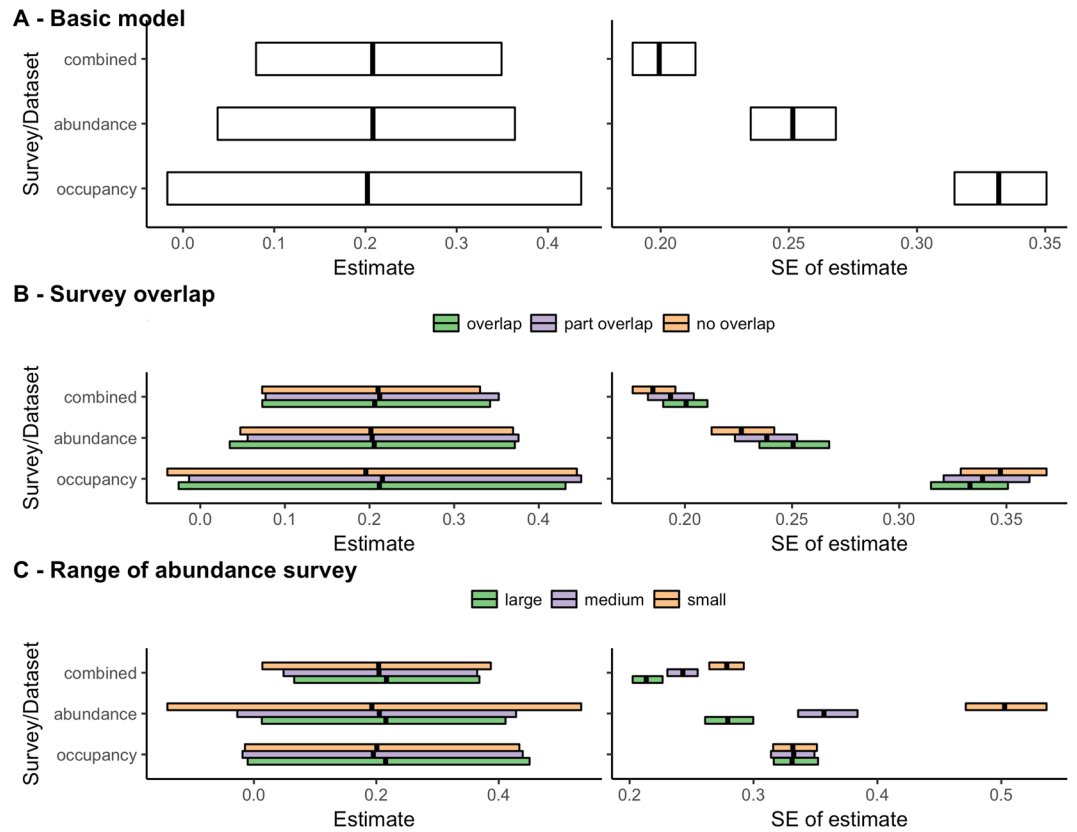 A - Basic model
Survey/Dataset
combined
abundance
occupancy
0.0 0.1 0.2 0.3 0.4
Estimate
0.20 0.25 0.30 0.35
SE of estimate
B - Survey overlap
overlap part overlap no overlap
Survey/Dataset
combined
abundance
occupancy
0.0 0.1 0.2 0.3 0.4
Estimate
0.20 0.25 0.30 0.35
SE of estimate
C - Range of abundance survey
large medium small
Survey/Dataset
combined
abundance
occupancy
0.0 0.2 0.4
Estimate
0.2 0.3 0.4 0.5
SE of estimate